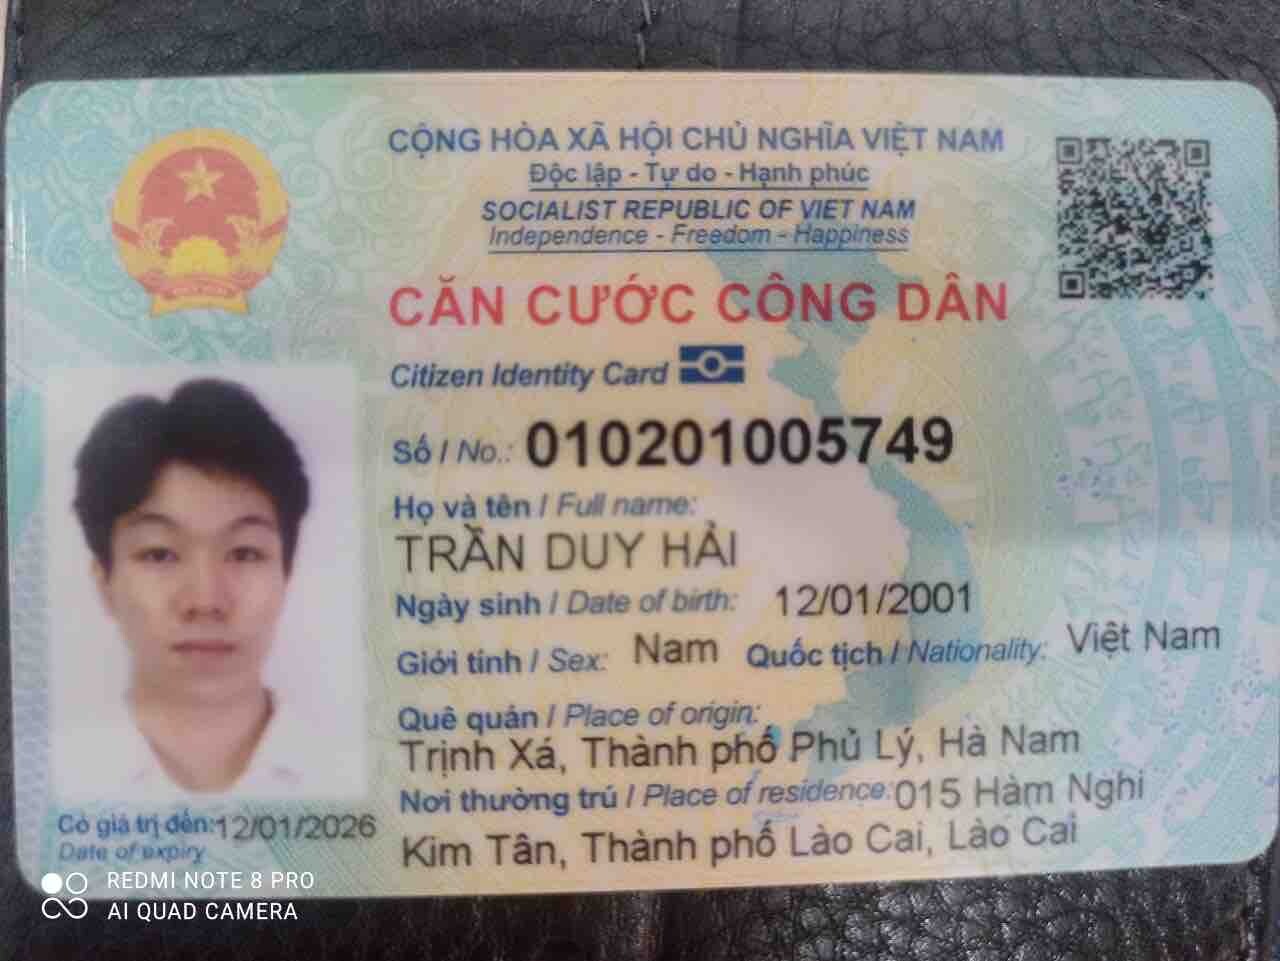 CỘNG HÒA XÃ HỘI CHỦ NGHĨA VIỆT NAM
Độc lập - Tự do - Hạnh phúc
SOCIALIST REPUBLIC OF VIET NAM
Independence - Freedom - Happiness
CĂN CƯỚC CÔNG DÂN
Citizen Identity Card
Số / No.: 010201005749
Họ và tên / Full name:
TRẦN DUY HẢI
Ngày sinh / Date of birth: 12/01/2001
Giới tính / Sex: Nam Quốc tịch / Nationality: Việt Nam
Quê quán / Place of origin:
Trịnh Xá, Thành phố Phủ Lý, Hà Nam
Nơi thường trú / Place of residence: 015 Hàm Nghi
Kim Tân, Thành phố Lào Cai, Lào Cai
Có giá trị đến: 12/01/2026
Date of expiry
REDMI NOTE 8 PRO
AI QUAD CAMERA